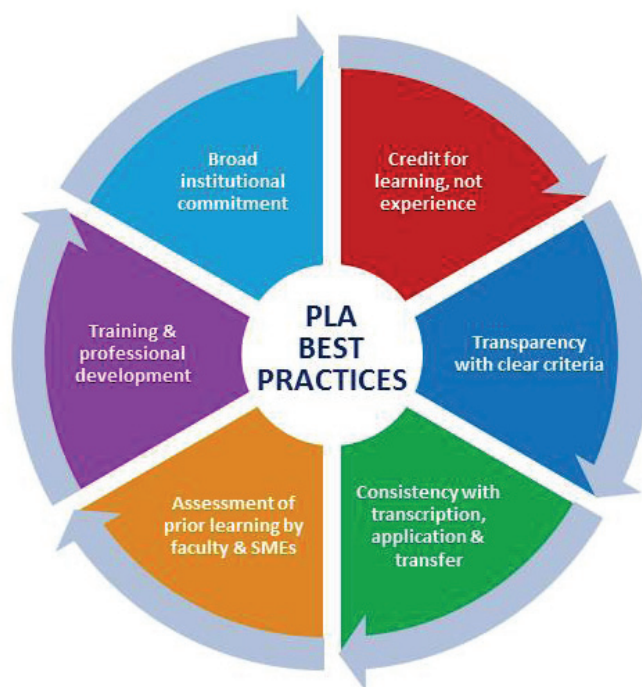 PLA
BEST
PRACTICES
Credit for
learning, not
experience
Transparency
with clear criteria
Consistency with
transcription,
application &
transfer
Assessment of
prior learning by
faculty & SMEs
Training &
professional
development
Broad
institutional
commitment